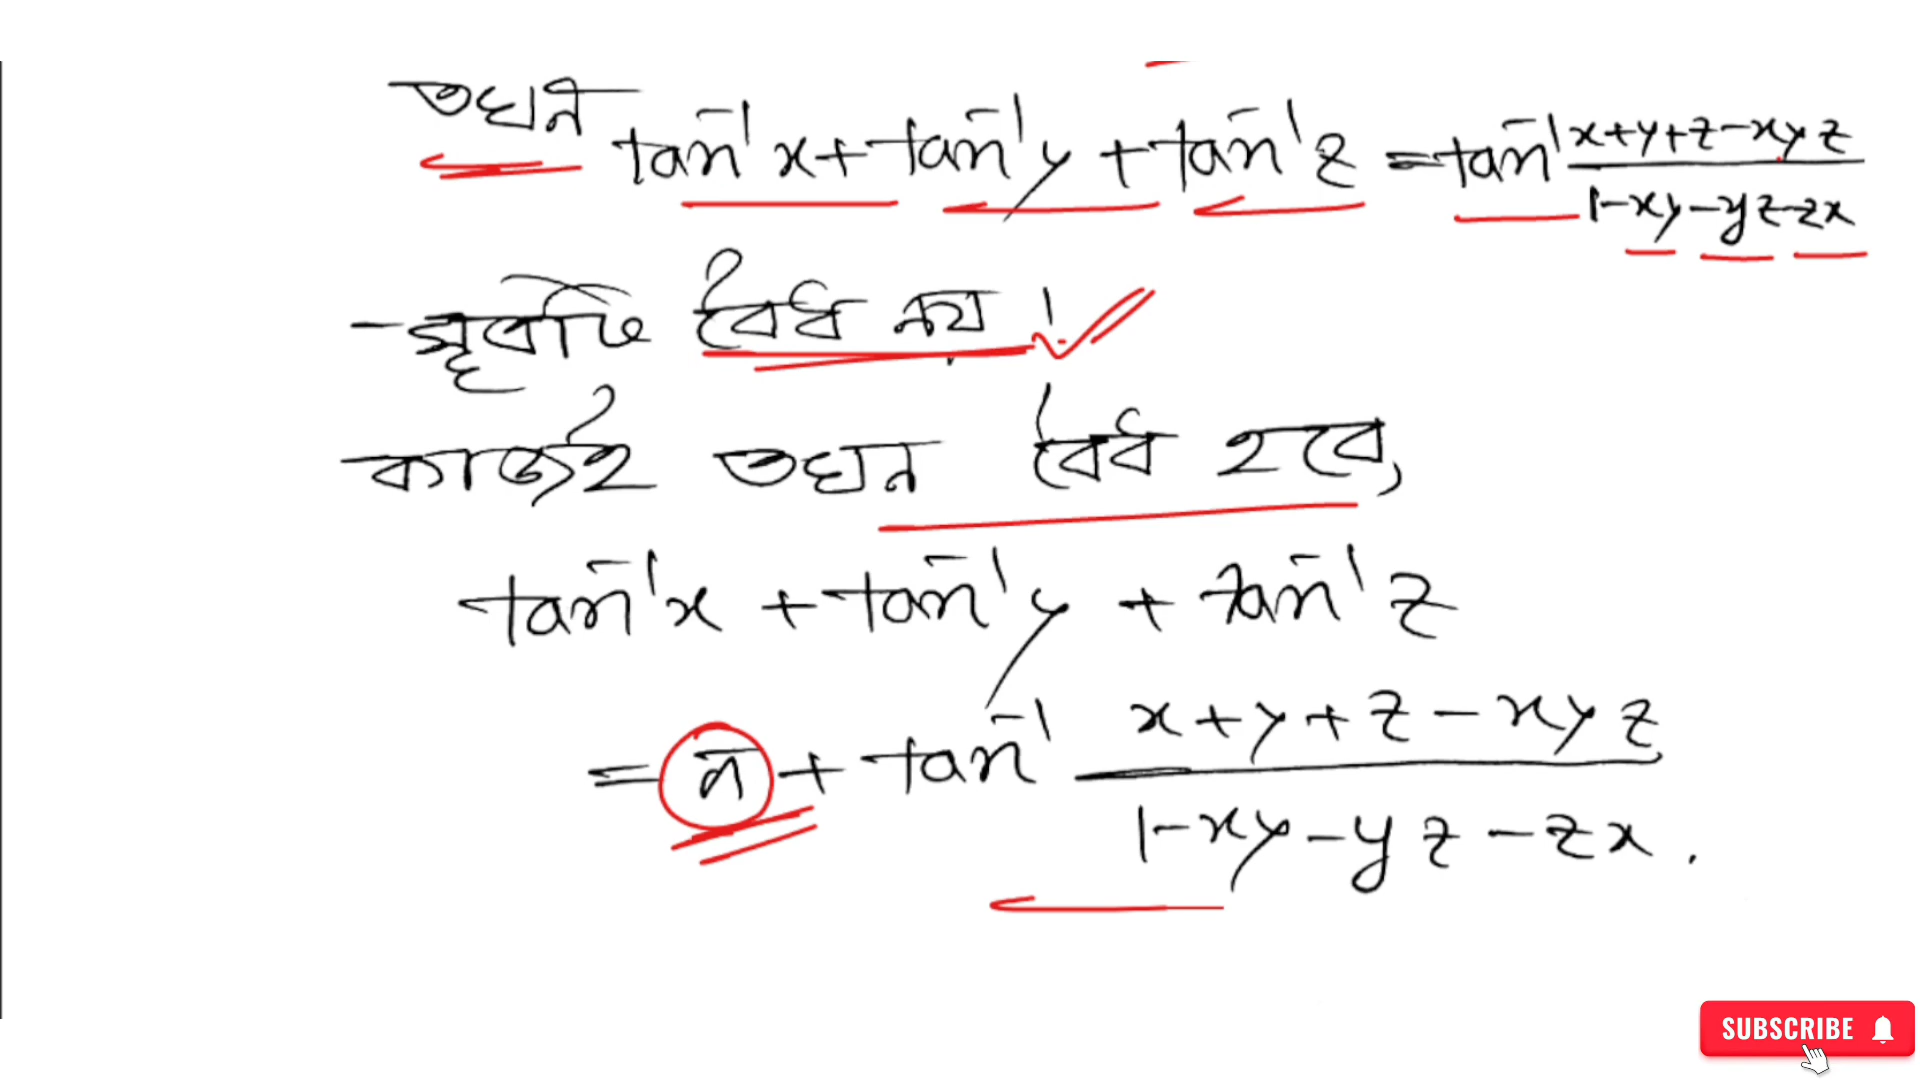 তখন tan⁻¹x + tan⁻¹y + tan⁻¹z = tan⁻¹ (x+y+z-xyz)/(1-xy-yz-zx)
- সূত্রটি বৈধ নয়।
কাজেই তখন বৈধ হবে,
tan⁻¹x + tan⁻¹y + tan⁻¹z
= π + tan⁻¹ (x+y+z-xyz)/(1-xy-yz-zx).
SUBSCRIBE